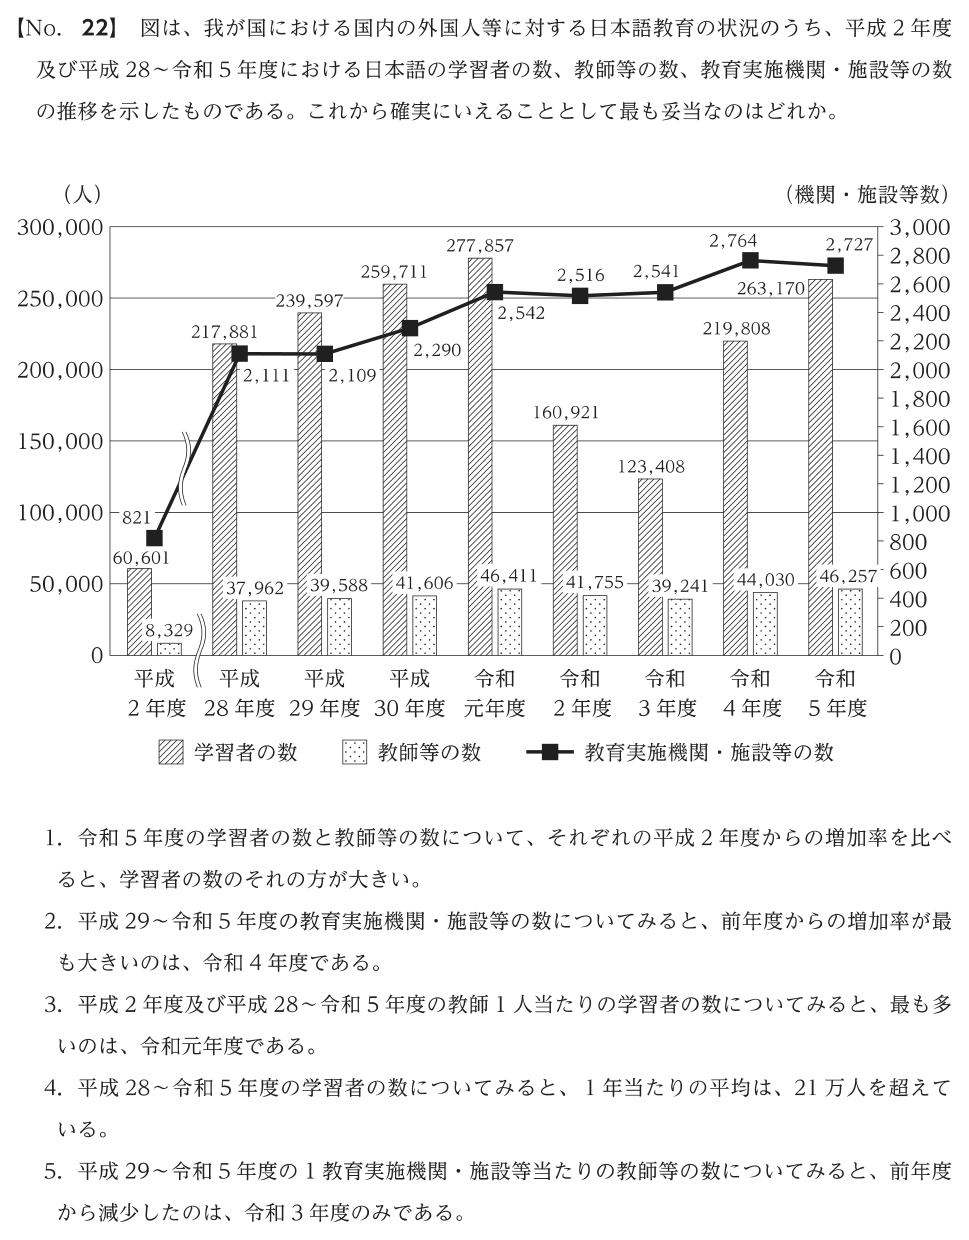 【No. 22】 図は、我が国における国内の外国人等に対する日本語教育の状況のうち、平成 2 年度
及び平成 28～令和 5 年度における日本語の学習者の数、教師等の数、教育実施機関・施設等の数
の推移を示したものである。これから確実にいえることとして最も妥当なのはどれか。
（人） （機関・施設等数）
300,000 3,000
2,800
250,000 2,600
2,400
2,200
200,000 2,000
1,800
150,000 1,600
1,400
1,200
100,000 1,000
800
50,000 600
400
200
0 0
60,601 217,881 239,597 259,711 277,857 160,921 123,408 219,808 263,170
821 2,111 2,109 2,290 2,542 2,516 2,541 2,764 2,727
8,329 37,962 39,588 41,606 46,411 41,755 39,241 44,030 46,257
平成 平成 平成 平成 令和 令和 令和 令和 令和
2 年度 28 年度 29 年度 30 年度 元年度 2 年度 3 年度 4 年度 5 年度
学習者の数 教師等の数 教育実施機関・施設等の数
1. 令和 5 年度の学習者の数と教師等の数について、それぞれの平成 2 年度からの増加率を比べ
ると、学習者の数のそれの方が大きい。
2. 平成 29～令和 5 年度の教育実施機関・施設等の数についてみると、前年度からの増加率が最
も大きいのは、令和 4 年度である。
3. 平成 2 年度及び平成 28～令和 5 年度の教師 1 人当たりの学習者の数についてみると、最も多
いのは、令和元年度である。
4. 平成 28～令和 5 年度の学習者の数についてみると、 1 年当たりの平均は、21 万人を超えて
いる。
5. 平成 29～令和 5 年度の 1 教育実施機関・施設等当たりの教師等の数についてみると、前年度
から減少したのは、令和 3 年度のみである。